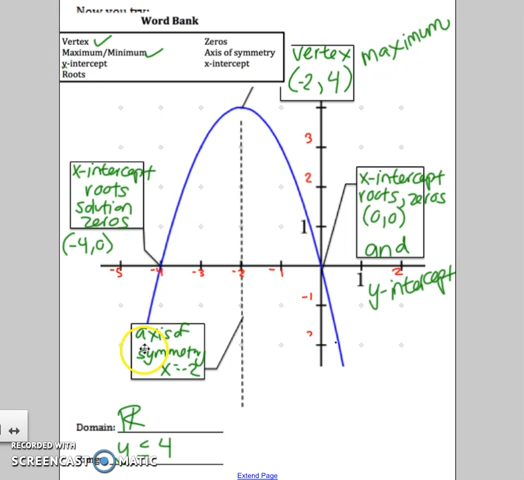 Now you try:
Word Bank
Vertex ✓
Maximum/Minimum ✓
y-intercept
Roots
Zeros
Axis of symmetry
x-intercept
vertex
(-2, 4)
maximum
x-intercept
roots
solution
zeros
(-4,0)
x-intercept
roots, zeros
(0,0)
and
y-intercept
3
2
1
-5 -4 -3 -2 -1 1 2
-1
axis of
symmetry
x=-2
Domain: ℝ
y ≤ 4
RECORDED WITH
SCREENCAST-O-MATIC
Extend Page